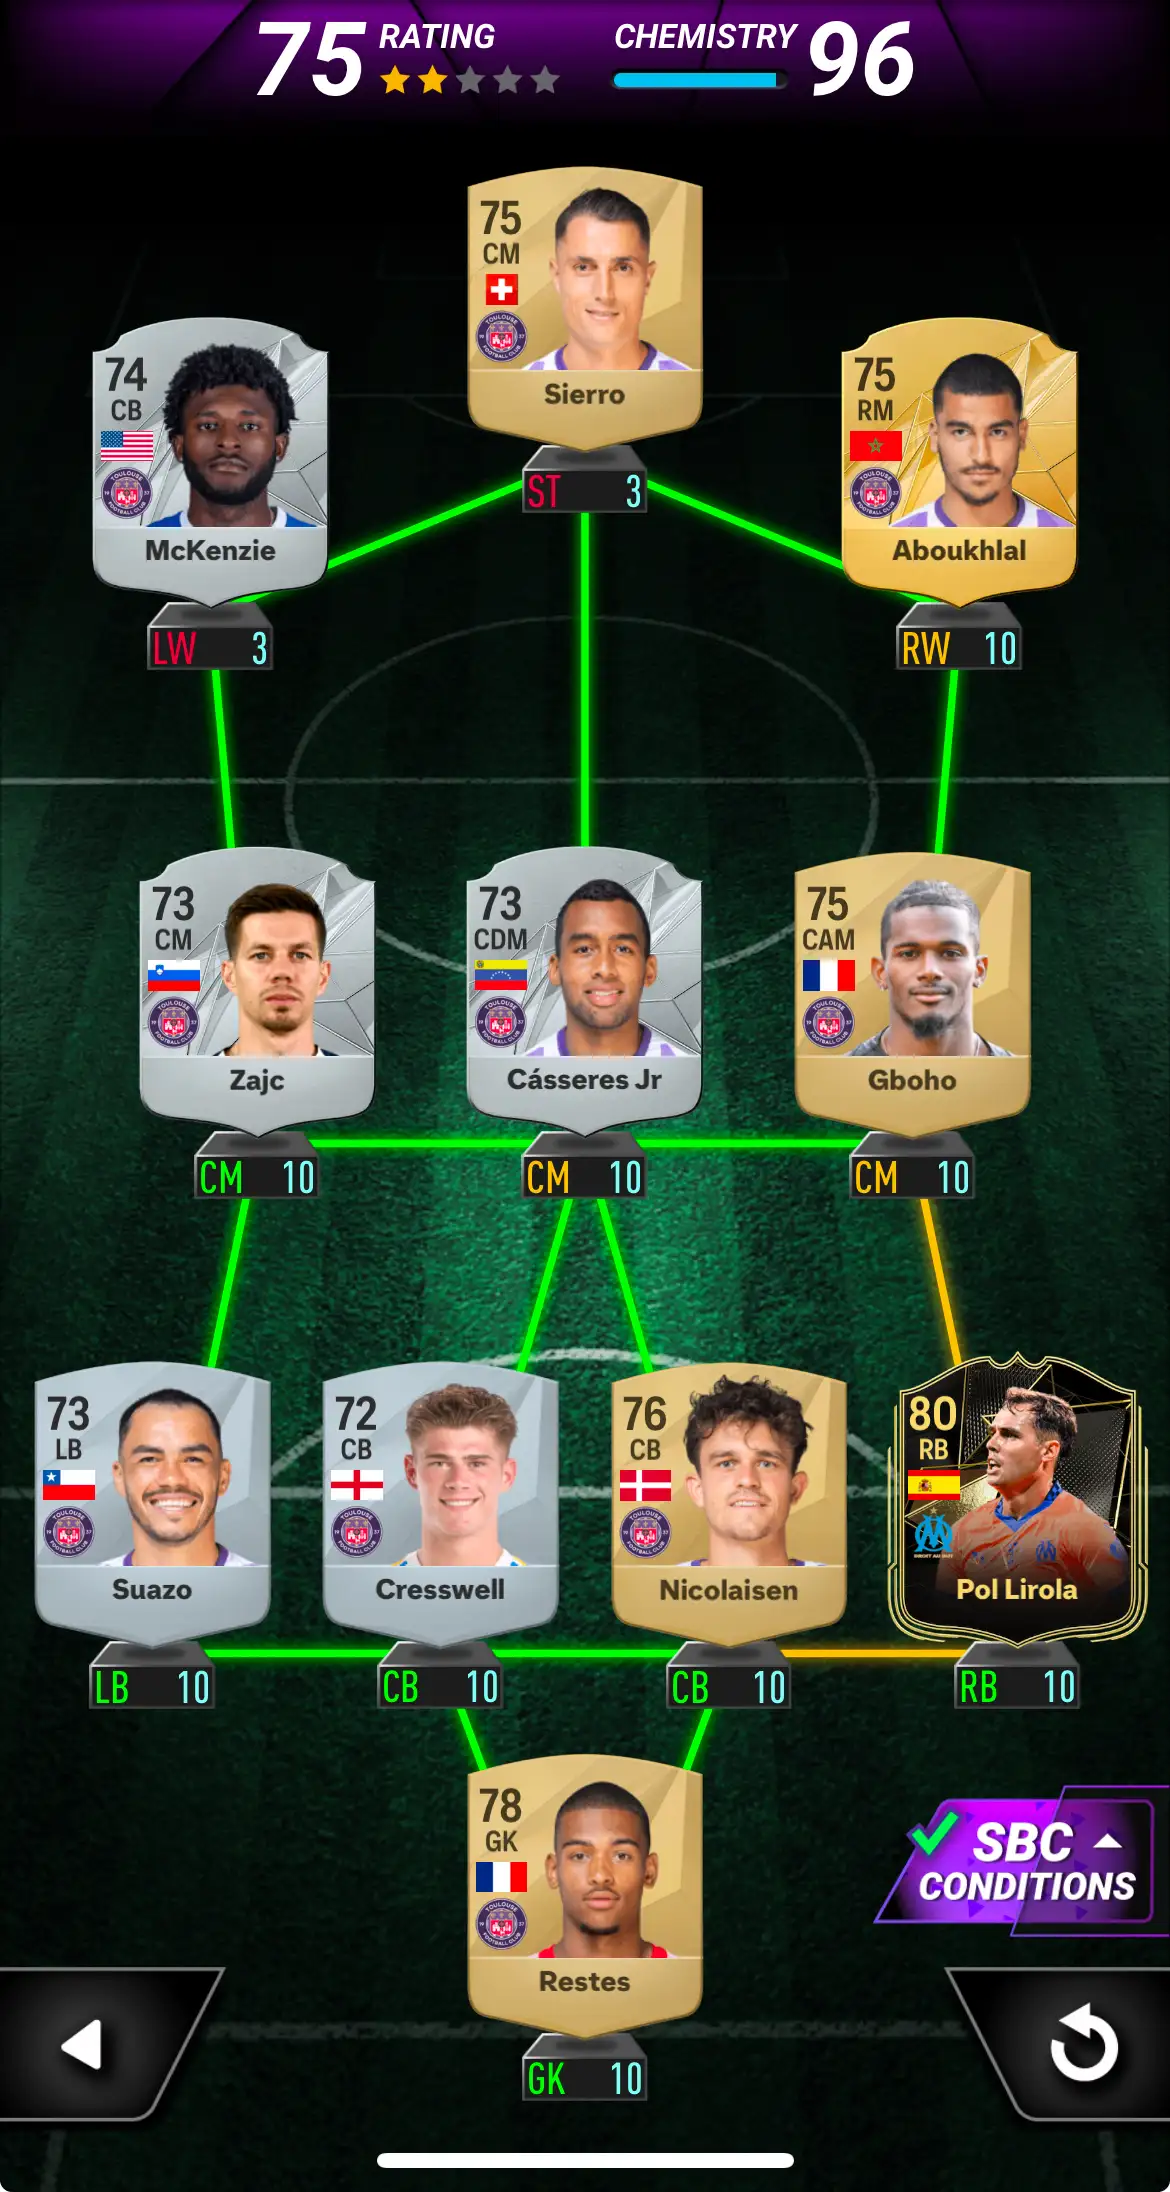 75 RATING CHEMISTRY 96
75
CM
Sierro
ST 3
74
CB
McKenzie
LW 3
75
RM
Aboukhlal
RW 10
73
CM
Zajc
CM 10
73
CDM
Cásseres Jr
CM 10
75
CAM
Gboho
CM 10
73
LB
Suazo
LB 10
72
CB
Cresswell
CB 10
76
CB
Nicolaisen
CB 10
80
RB
Pol Lirola
RB 10
SBC
CONDITIONS
78
GK
Restes
GK 10